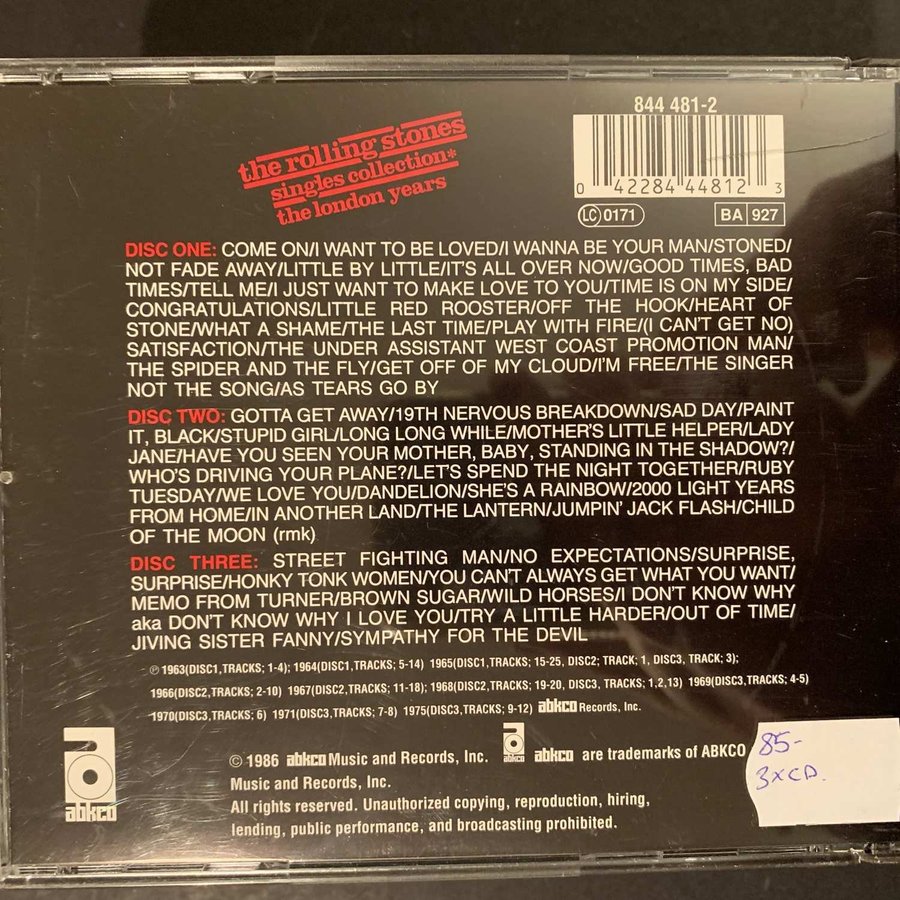 844 481-2
the rolling stones
singles collection*
the london years
0 42284 44812 3
LC 0171
BA 927
DISC ONE: COME ON/I WANT TO BE LOVED/I WANNA BE YOUR MAN/STONED/
NOT FADE AWAY/LITTLE BY LITTLE/IT'S ALL OVER NOW/GOOD TIMES, BAD
TIMES/TELL ME/I JUST WANT TO MAKE LOVE TO YOU/TIME IS ON MY SIDE/
CONGRATULATIONS/LITTLE RED ROOSTER/OFF THE HOOK/HEART OF
STONE/WHAT A SHAME/THE LAST TIME/PLAY WITH FIRE/(I CAN'T GET NO)
SATISFACTION/THE UNDER ASSISTANT WEST COAST PROMOTION MAN/
THE SPIDER AND THE FLY/GET OFF OF MY CLOUD/I'M FREE/THE SINGER
NOT THE SONG/AS TEARS GO BY
DISC TWO: GOTTA GET AWAY/19TH NERVOUS BREAKDOWN/SAD DAY/PAINT
IT, BLACK/STUPID GIRL/LONG LONG WHILE/MOTHER'S LITTLE HELPER/LADY
JANE/HAVE YOU SEEN YOUR MOTHER, BABY, STANDING IN THE SHADOW?/
WHO'S DRIVING YOUR PLANE?/LET'S SPEND THE NIGHT TOGETHER/RUBY
TUESDAY/WE LOVE YOU/DANDELION/SHE'S A RAINBOW/2000 LIGHT YEARS
FROM HOME/IN ANOTHER LAND/THE LANTERN/JUMPIN' JACK FLASH/CHILD
OF THE MOON (rmk)
DISC THREE: STREET FIGHTING MAN/NO EXPECTATIONS/SURPRISE,
SURPRISE/HONKY TONK WOMEN/YOU CAN'T ALWAYS GET WHAT YOU WANT/
MEMO FROM TURNER/BROWN SUGAR/WILD HORSES/I DON'T KNOW WHY
aka DON'T KNOW WHY I LOVE YOU/TRY A LITTLE HARDER/OUT OF TIME/
JIVING SISTER FANNY/SYMPATHY FOR THE DEVIL
℗ 1963(DISC1,TRACKS; 1-4); 1964(DISC1,TRACKS; 5-14) 1965(DISC1,TRACKS; 15-25, DISC2; TRACK: 1, DISC3, TRACK: 3);
1966(DISC2,TRACKS; 2-10) 1967(DISC2,TRACKS; 11-18); 1968(DISC2,TRACKS; 19-20, DISC3, TRACKS; 1,2,13) 1969(DISC3,TRACKS; 4-5)
1970(DISC3,TRACKS; 6) 1971(DISC3,TRACKS; 7-8) 1975(DISC3,TRACKS; 9-12) abkco Records, Inc.
abkco
© 1986 abkco Music and Records, Inc. abkco abkco are trademarks of ABKCO
Music and Records, Inc.
All rights reserved. Unauthorized copying, reproduction, hiring,
lending, public performance, and broadcasting prohibited.
85-
3xCD.